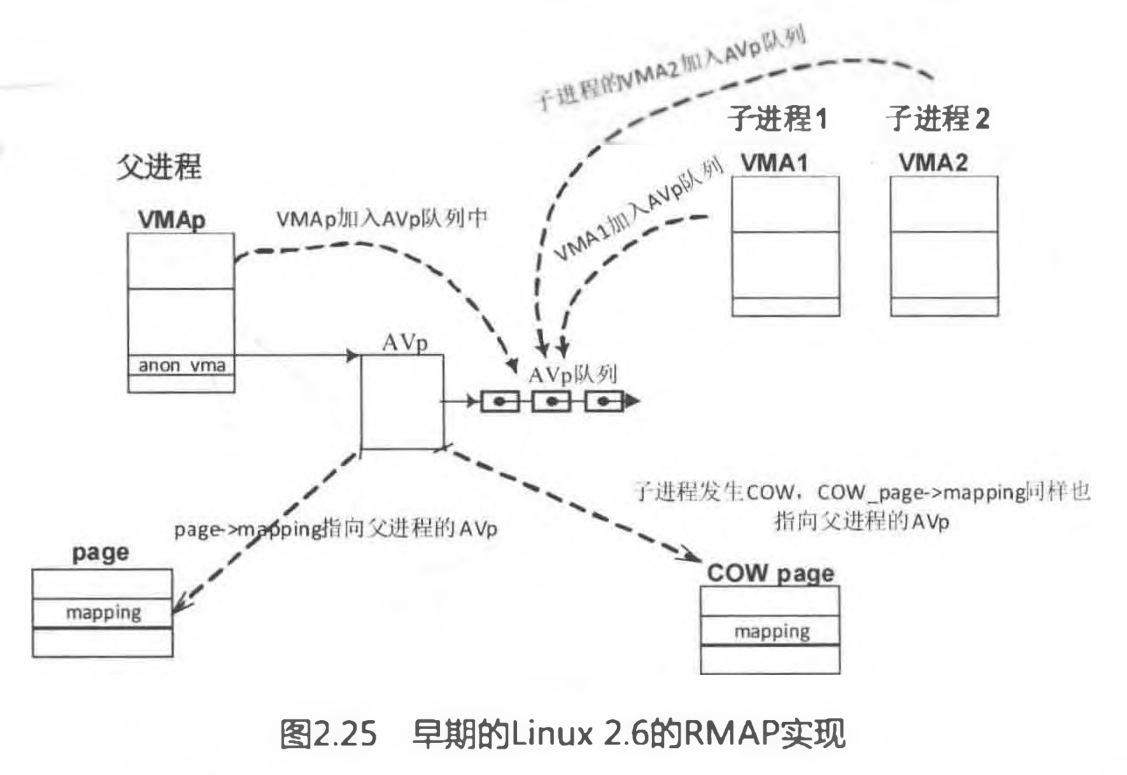 子进程的VMA2加入AVp队列
子进程1
子进程 2
父进程
VMA1
VMA2
VMAp
VMAp加入AVp队列中
VMA1加入AVp队列
anon vma
AVp
AVp队列
子进程发生COW，COW_page->mapping同样也
指向父进程的AVp
page->mapping指向父进程的AVp
page
COW page
mapping
mapping
图2.25 早期的Linux 2.6的RMAP实现